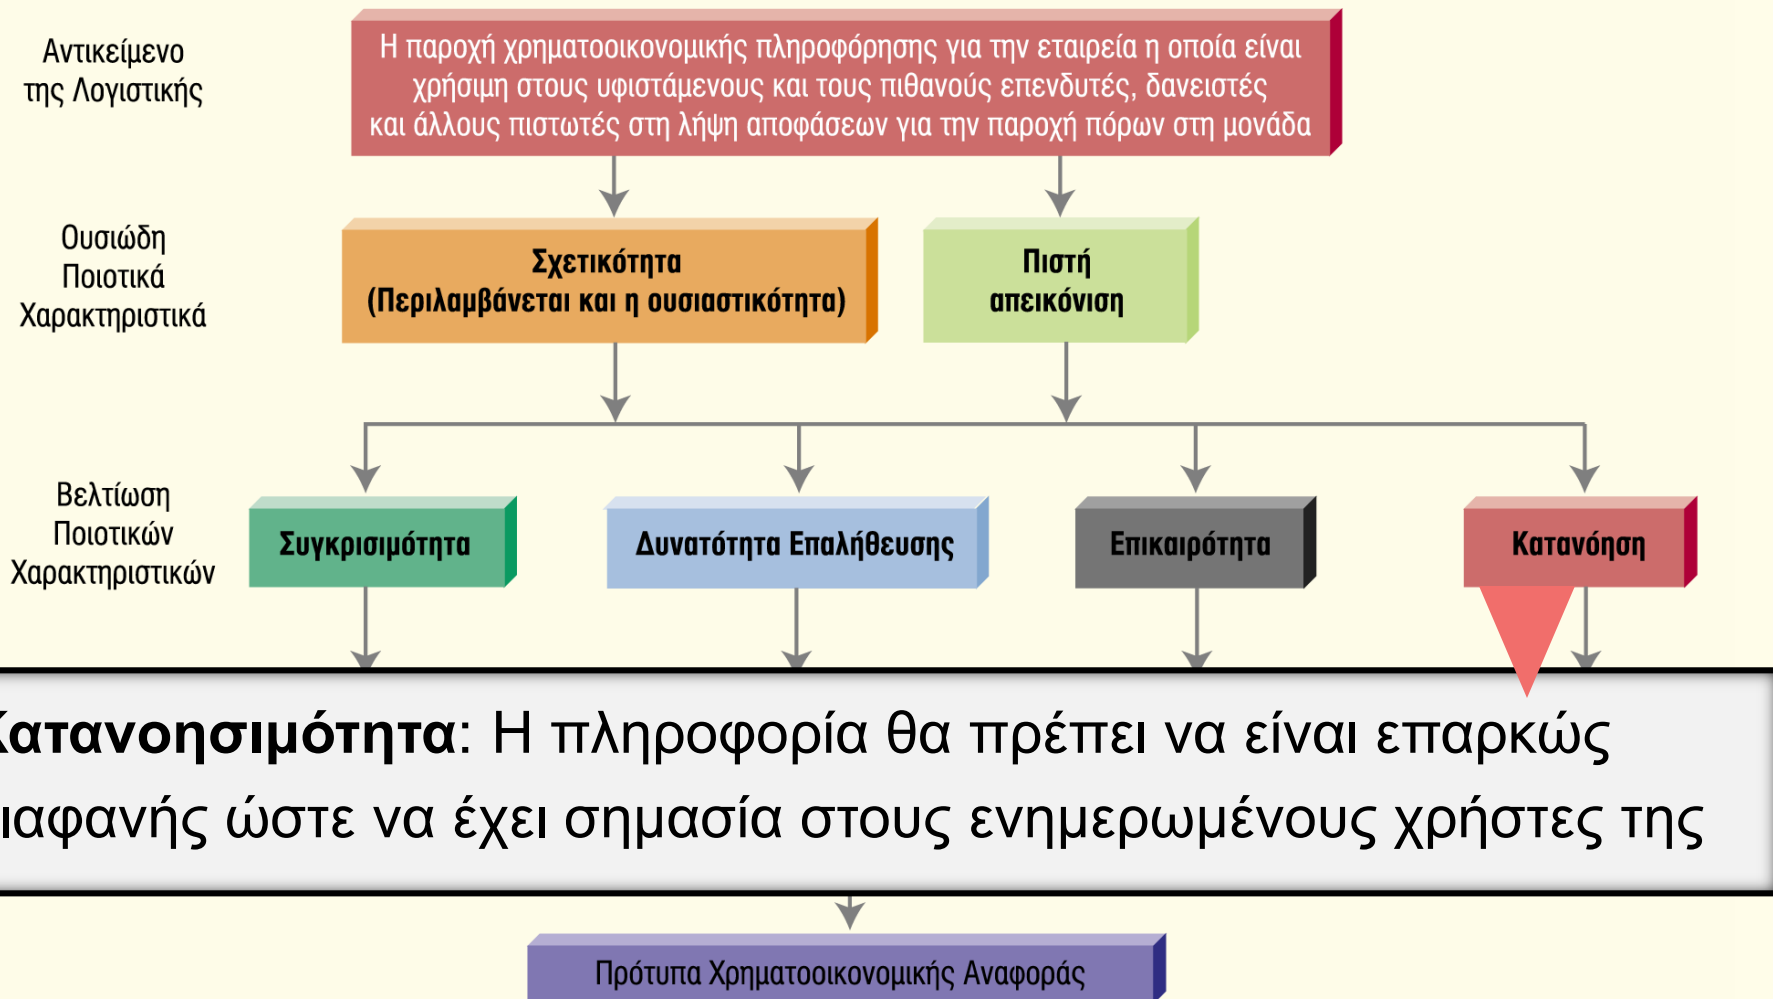 Αντικείμενο
της Λογιστικής
Η παροχή χρηματοοικονομικής πληροφόρησης για την εταιρεία η οποία είναι
χρήσιμη στους υφιστάμενους και τους πιθανούς επενδυτές, δανειστές
και άλλους πιστωτές στη λήψη αποφάσεων για την παροχή πόρων στη μονάδα
Ουσιώδη
Ποιοτικά
Χαρακτηριστικά
Σχετικότητα
(Περιλαμβάνεται και η ουσιαστικότητα)
Πιστή
απεικόνιση
Βελτίωση
Ποιοτικών
Χαρακτηριστικών
Συγκρισιμότητα
Δυνατότητα Επαλήθευσης
Επικαιρότητα
Κατανόηση
Κατανοησιμότητα: Η πληροφορία θα πρέπει να είναι επαρκώς
ιαφανής ώστε να έχει σημασία στους ενημερωμένους χρήστες της
Πρότυπα Χρηματοοικονομικής Αναφοράς